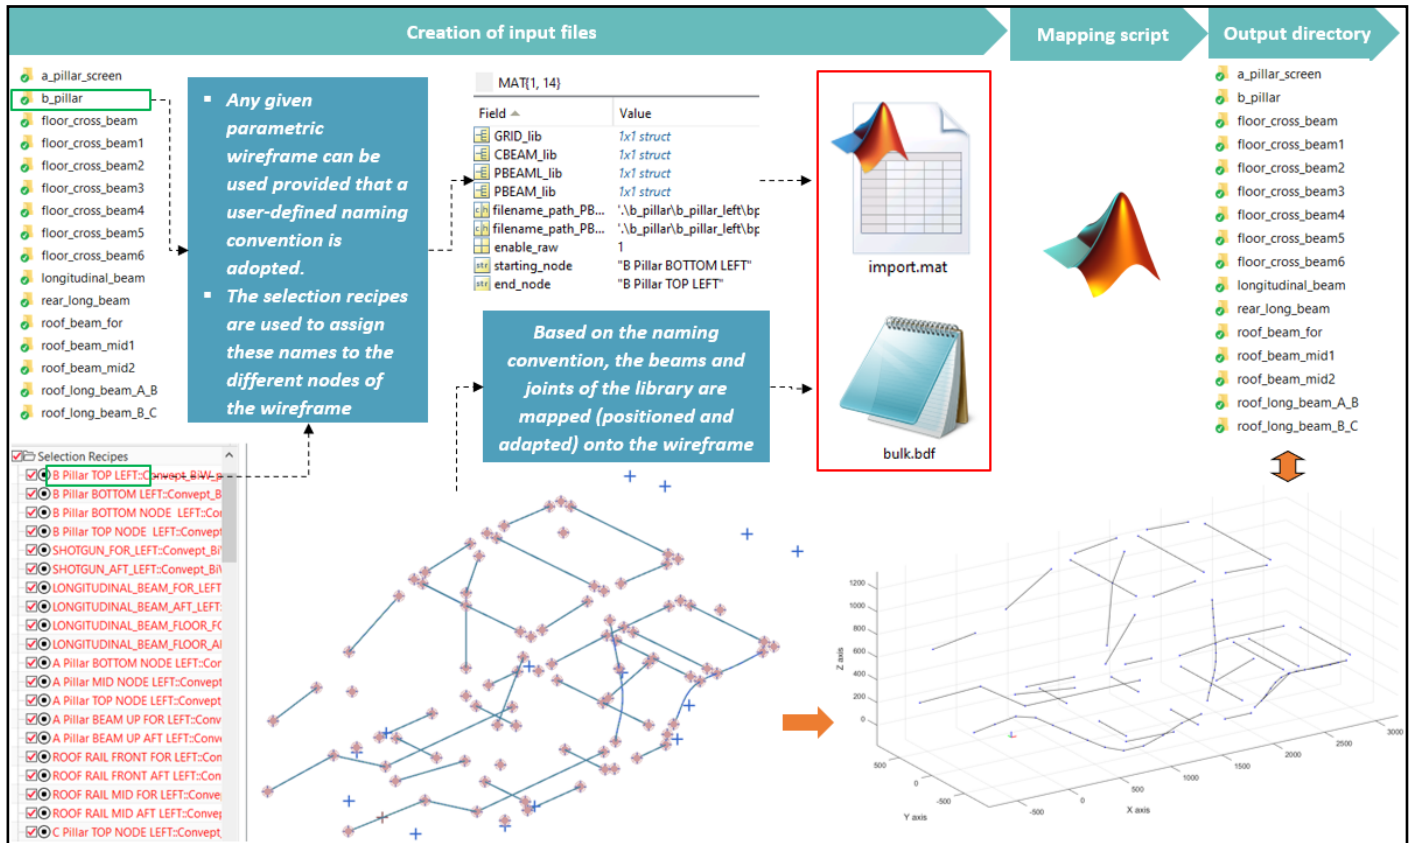 Creation of input files
Mapping script
Output directory
a_pillar_screen
b_pillar
floor_cross_beam
floor_cross_beam1
floor_cross_beam2
floor_cross_beam3
floor_cross_beam4
floor_cross_beam5
floor_cross_beam6
longitudinal_beam
rear_long_beam
roof_beam_for
roof_beam_mid1
roof_beam_mid2
roof_long_beam_A_B
roof_long_beam_B_C
▪ Any given
parametric
wireframe can be
used provided that a
user-defined naming
convention is
adopted.
▪ The selection recipes
are used to assign
these names to the
different nodes of
the wireframe
MAT{1, 14}
Field Value
GRID_lib 1x1 struct
CBEAM_lib 1x1 struct
PBEAML_lib 1x1 struct
PBEAM_lib 1x1 struct
filename_path_PB... '.\b_pillar\b_pillar_left\bp
filename_path_PB... '.\b_pillar\b_pillar_left\bp
enable_raw 1
str starting_node "B Pillar BOTTOM LEFT"
str end_node "B Pillar TOP LEFT"
Based on the naming
convention, the beams and
joints of the library are
mapped (positioned and
adapted) onto the wireframe
import.mat
bulk.bdf
a_pillar_screen
b_pillar
floor_cross_beam
floor_cross_beam1
floor_cross_beam2
floor_cross_beam3
floor_cross_beam4
floor_cross_beam5
floor_cross_beam6
longitudinal_beam
rear_long_beam
roof_beam_for
roof_beam_mid1
roof_beam_mid2
roof_long_beam_A_B
roof_long_beam_B_C
Selection Recipes
B Pillar TOP LEFT::Convept_BiW_p
B Pillar BOTTOM LEFT::Convept_B
B Pillar BOTTOM NODE LEFT::Co
B Pillar TOP NODE LEFT::Convept
SHOTGUN_FOR_LEFT::Convept_Bi
SHOTGUN_AFT_LEFT::Convept_Bi
LONGITUDINAL_BEAM_FOR_LEFT
LONGITUDINAL_BEAM_AFT_LEFT:
LONGITUDINAL_BEAM_FLOOR_FO
LONGITUDINAL_BEAM_FLOOR_A
A Pillar BOTTOM NODE LEFT::Cor
A Pillar MID NODE LEFT::Convept
A Pillar TOP NODE LEFT::Convept
A Pillar BEAM UP FOR LEFT::Conv
A Pillar BEAM UP AFT LEFT::Conv
ROOF RAIL FRONT FOR LEFT::Con
ROOF RAIL FRONT AFT LEFT::Con
ROOF RAIL MID FOR LEFT::Conve
ROOF RAIL MID AFT LEFT::Convep
C Pillar TOP NODE LEFT::Convept
1200
1000
800
600
400
200
0
Z axis
500
0
-500
Y axis
-500
0
500
1000
1500
2000
2500
3000
X axis